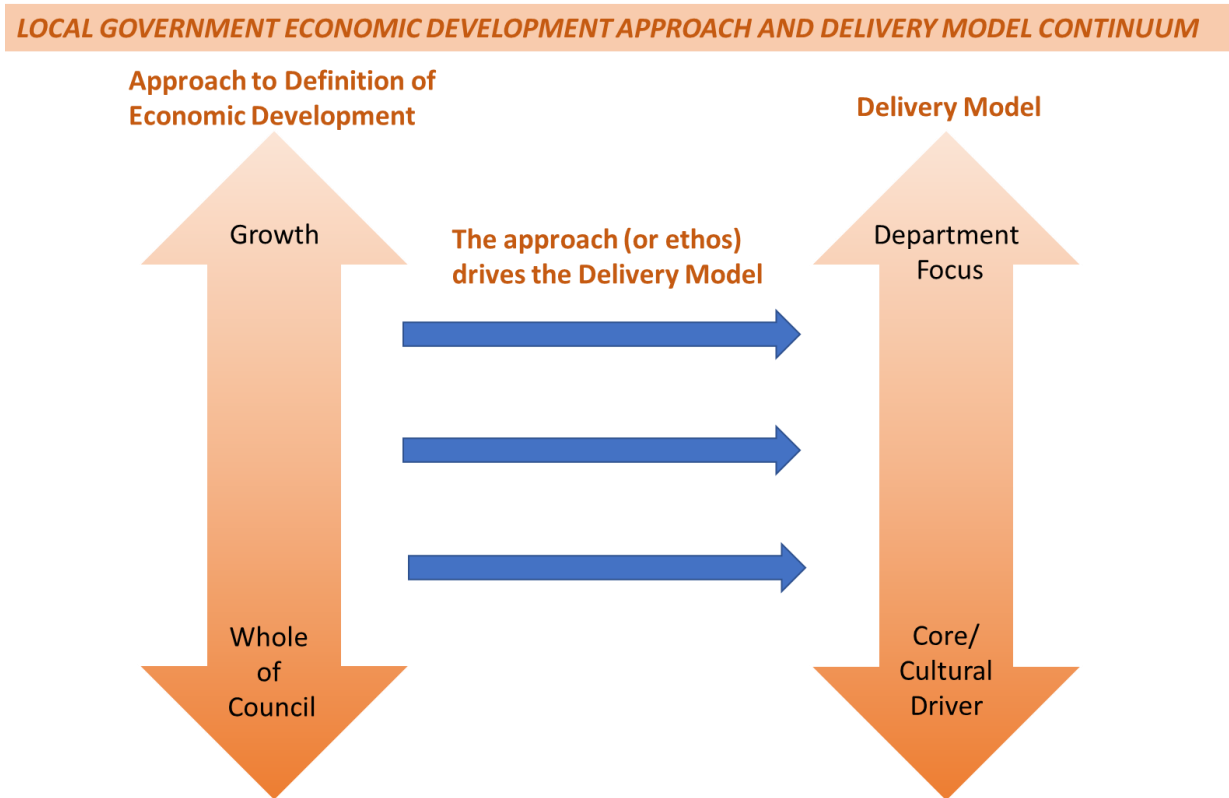 LOCAL GOVERNMENT ECONOMIC DEVELOPMENT APPROACH AND DELIVERY MODEL CONTINUUM
Approach to Definition of
Economic Development
Delivery Model
Growth
The approach (or ethos)
drives the Delivery Model
Department
Focus
Whole
of
Council
Core/
Cultural
Driver